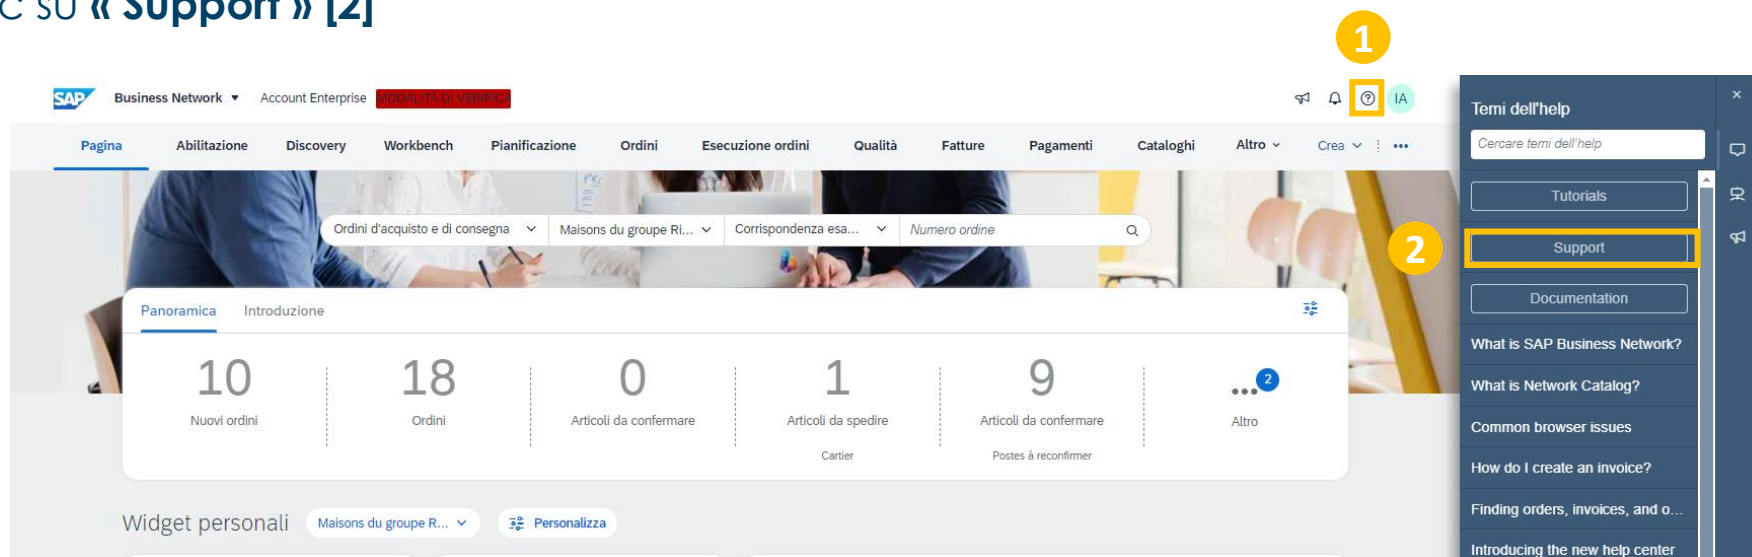 c su « Support » [2]
1
SAP Business Network Account Enterprise MODALITÀ DI VERIFICA IA
Pagina Abilitazione Discovery Workbench Pianificazione Ordini Esecuzione ordini Qualità Fatture Pagamenti Cataloghi Altro Crea
Ordini d'acquisto e di consegna Maisons du groupe Ri... Corrispondenza esa... Numero ordine
Panoramica Introduzione
10 18 0 1 9 ... 2
Nuovi ordini Ordini Articoli da confermare Articoli da spedire Articoli da confermare Altro
Cartier Postes à reconfirmer
Widget personali Maisons du groupe R... Personalizza
Temi dell'help
Cercare temi dell'help
Tutorials
2
Support
Documentation
What is SAP Business Network?
What is Network Catalog?
Common browser issues
How do I create an invoice?
Finding orders, invoices, and o...
Introducing the new help center